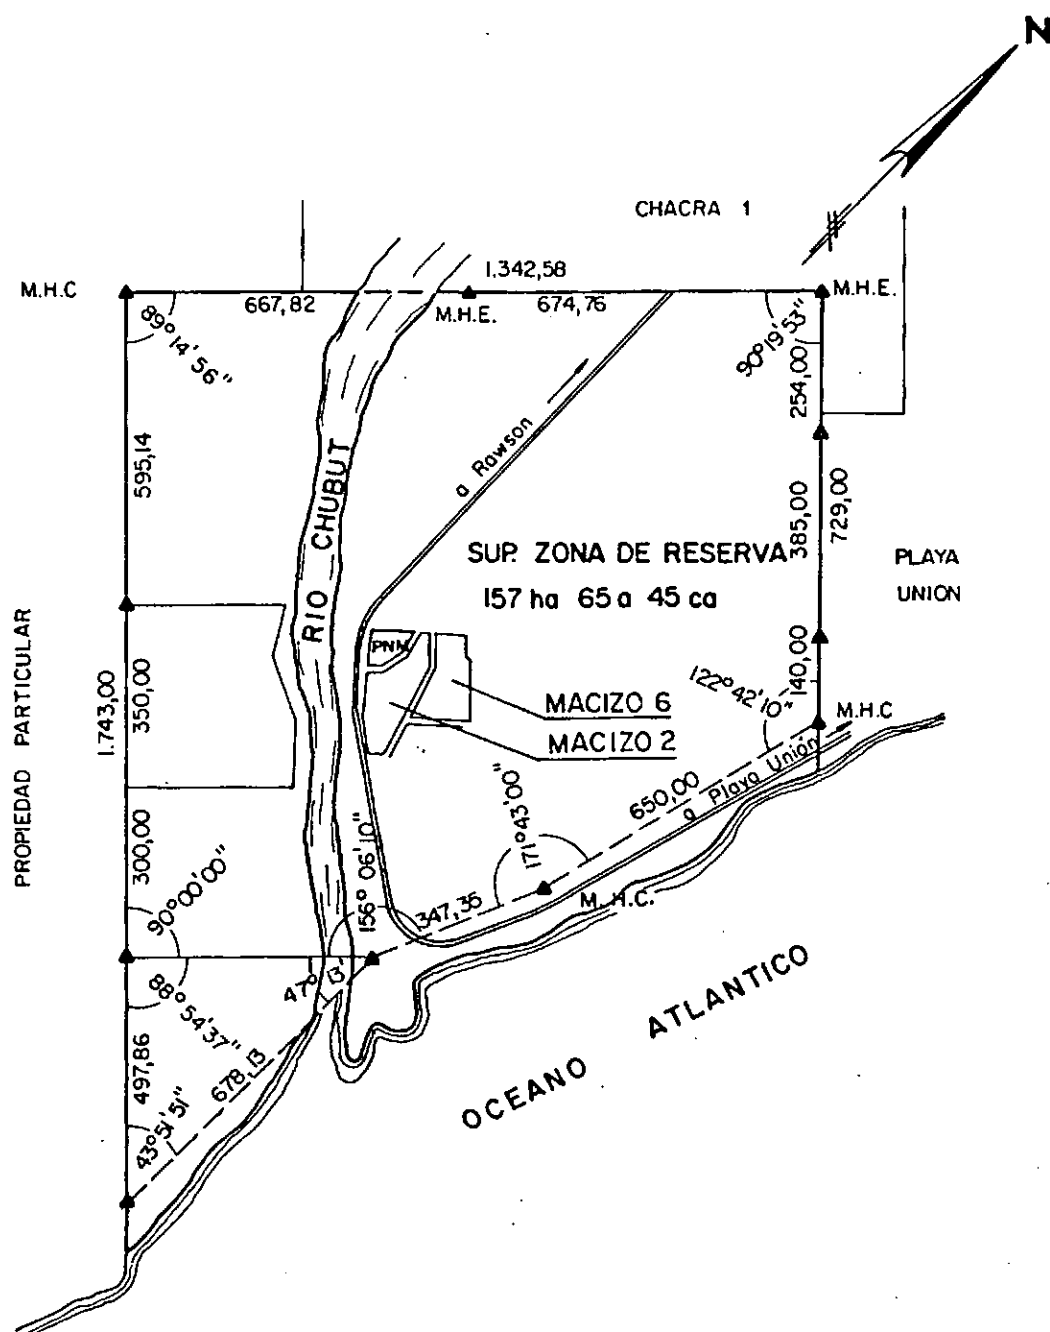 N
CHACRA 1
M.H.C
1.342,58
667,82
M.H.E.
674,76
M.H.E.
89°14'56"
90°19'53"
254,00
595,14
a Rawson
RIO CHUBUT
385,00
729,00
SUP. ZONA DE RESERVA
157 ha 65 a 45 ca
PLAYA
UNION
PROPIEDAD PARTICULAR
1.743,00
350,00
PNM
140,00
122°42'10"
MACIZO 6
MACIZO 2
M.H.C
650,00
a Playa Unión
171°43'00"
300,00
156° 06' 10"
347,35
M.H.C.
90°00'00"
47° 13'
88°54'37"
497,86
678,13
43°51'51"
OCEANO ATLANTICO